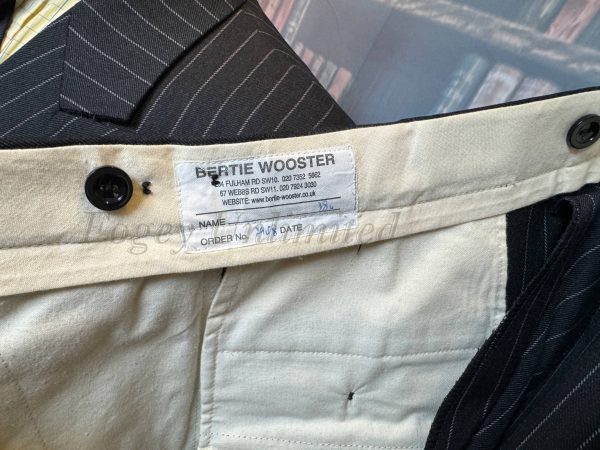 BERTIE WOOSTER
FULHAM RD SW10. 020 7352 5662
67 WEBBS RD SW11. 020 7924 3030
WEBSITE: www.bertie-wooster.co.uk
NAME
ORDER No. DATE
Fogey Unlimited